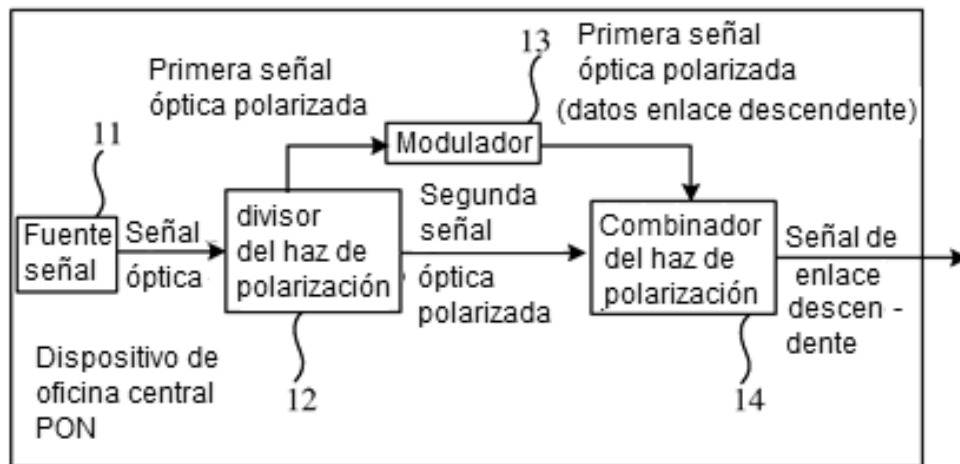 Primera señal
óptica polarizada
13
Primera señal
óptica polarizada
(datos enlace descendente)
11
Modulador
Fuente
señal
Señal
óptica
divisor
del haz de
polarización
Segunda
señal
óptica
polarizada
Combinador
del haz de
polarización
Señal de
enlace
descen -
dente
Dispositivo de
oficina central
PON
12
14